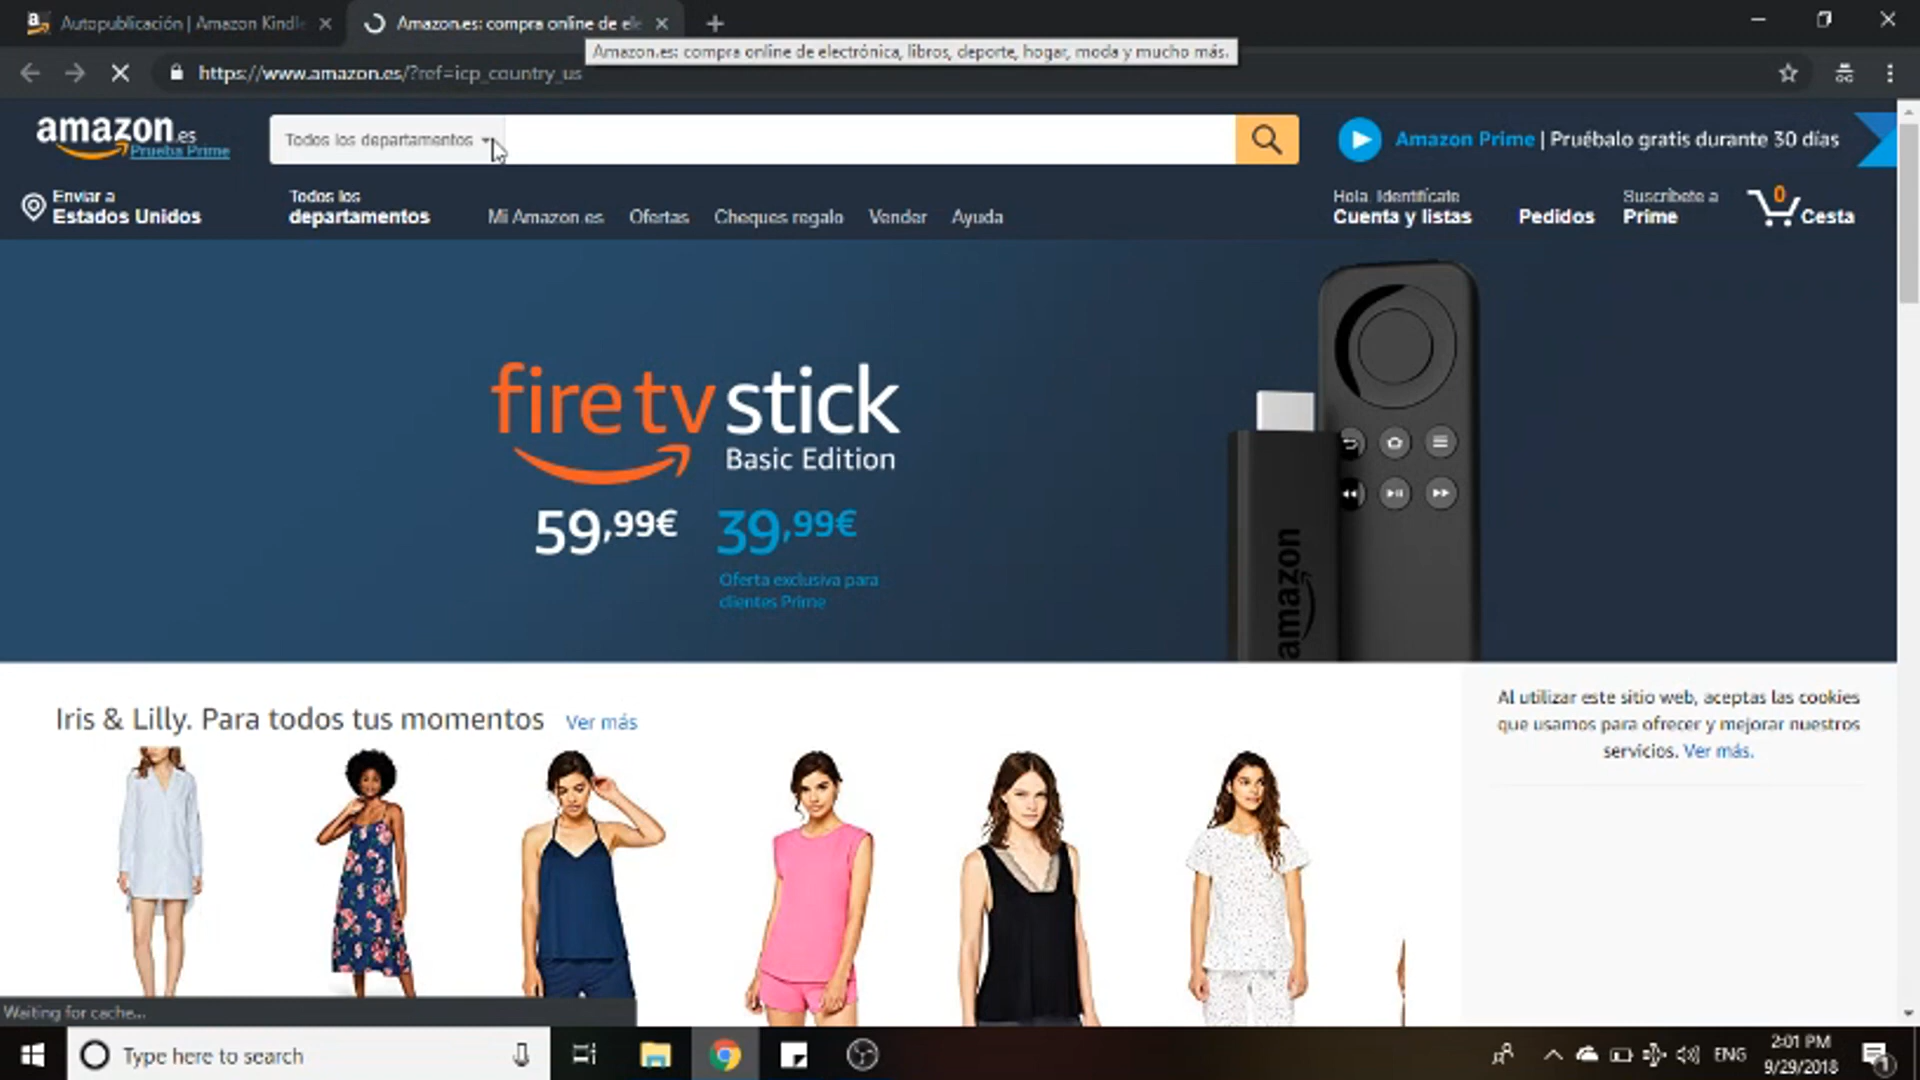 Autopublicación | Amazon Kindle
Amazon.es: compra online de ele
Amazon.es: compra online de electrónica, libros, deporte, hogar, moda y mucho más.
https://www.amazon.es/?ref=icp_country_us
amazon.es
Prueba Prime
Todos los departamentos
Amazon Prime | Pruébalo gratis durante 30 días
Enviar a
Estados Unidos
Todos los
departamentos
Mi Amazon.es
Ofertas
Cheques regalo
Vender
Ayuda
Hola. Identifícate
Cuenta y listas
Pedidos
Suscríbete a
Prime
0
Cesta
fire tv stick
Basic Edition
59,99€ 39,99€
Oferta exclusiva para
clientes Prime
amazon
Iris & Lilly. Para todos tus momentos Ver más
Al utilizar este sitio web, aceptas las cookies
que usamos para ofrecer y mejorar nuestros
servicios. Ver más.
Waiting for cache...
Type here to search
ENG
2:01 PM
9/29/2018
1